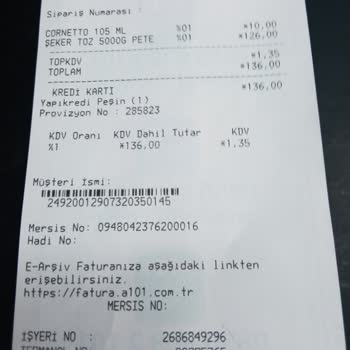 Sipariş Numarası :
CORNETTO 105 ML %01 *10,00
ŞEKER TOZ 5000G PETE %01 *126,00
TOPKDV *1,35
TOPLAM *136,00
KREDİ KARTI *136,00
Yapıkredi Peşin (1)
Provizyon No : 285823
KDV Oranı KDV Dahil Tutar KDV
%1 *136,00 *1,35
Müşteri İsmi:
24920012907320350145
Mersis No: 0948042376200016
Hadi No:
E-Arşiv Faturanıza aşağıdaki linkten
erişebilirsiniz.
https://fatura.a101.com.tr
MERSIS NO:
İŞYERİ NO : 2686849296